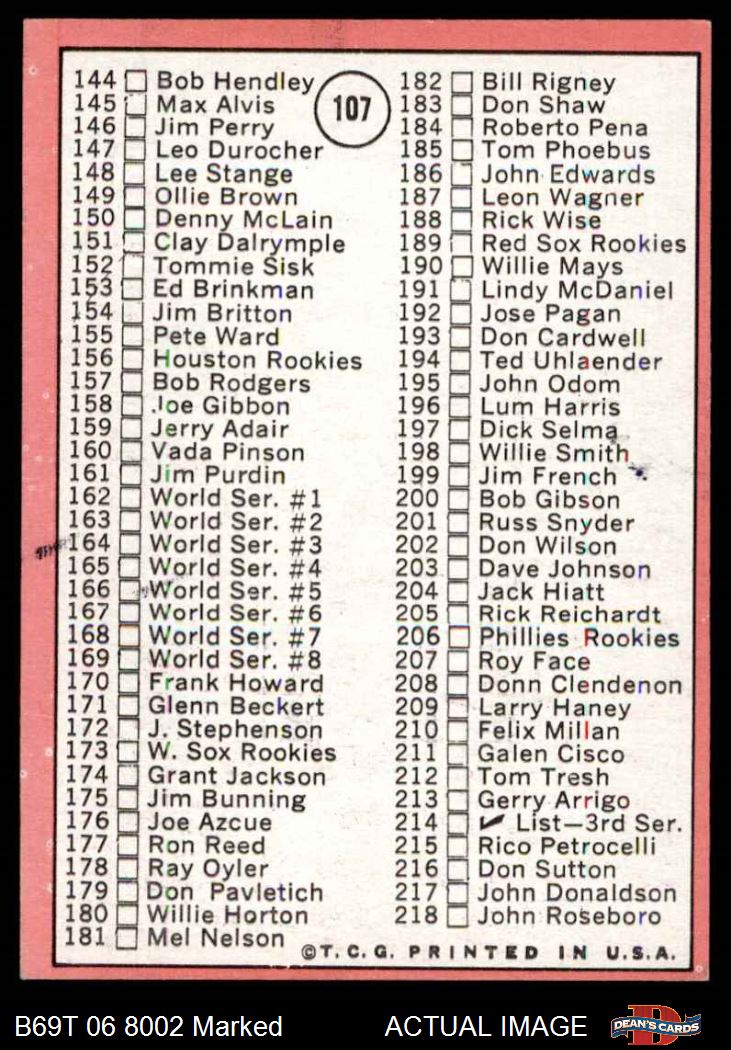 107
144 Bob Hendley
145 Max Alvis
146 Jim Perry
147 Leo Durocher
148 Lee Stange
149 Ollie Brown
150 Denny McLain
151 Clay Dalrymple
152 Tommie Sisk
153 Ed Brinkman
154 Jim Britton
155 Pete Ward
156 Houston Rookies
157 Bob Rodgers
158 Joe Gibbon
159 Jerry Adair
160 Vada Pinson
161 Jim Purdin
162 World Ser. #1
163 World Ser. #2
164 World Ser. #3
165 World Ser. #4
166 World Ser. #5
167 World Ser. #6
168 World Ser. #7
169 World Ser. #8
170 Frank Howard
171 Glenn Beckert
172 J. Stephenson
173 W. Sox Rookies
174 Grant Jackson
175 Jim Bunning
176 Joe Azcue
177 Ron Reed
178 Ray Oyler
179 Don Pavletich
180 Willie Horton
181 Mel Nelson
182 Bill Rigney
183 Don Shaw
184 Roberto Pena
185 Tom Phoebus
186 John Edwards
187 Leon Wagner
188 Rick Wise
189 Red Sox Rookies
190 Willie Mays
191 Lindy McDaniel
192 Jose Pagan
193 Don Cardwell
194 Ted Uhlaender
195 John Odom
196 Lum Harris
197 Dick Selma
198 Willie Smith
199 Jim French
200 Bob Gibson
201 Russ Snyder
202 Don Wilson
203 Dave Johnson
204 Jack Hiatt
205 Rick Reichardt
206 Phillies Rookies
207 Roy Face
208 Donn Clendenon
209 Larry Haney
210 Felix Millan
211 Galen Cisco
212 Tom Tresh
213 Gerry Arrigo
214 List—3rd Ser.
215 Rico Petrocelli
216 Don Sutton
217 John Donaldson
218 John Roseboro
©T.C.G. PRINTED IN U.S.A.
B69T 06 8002 Marked
ACTUAL IMAGE
D
DEAN'S CARDS